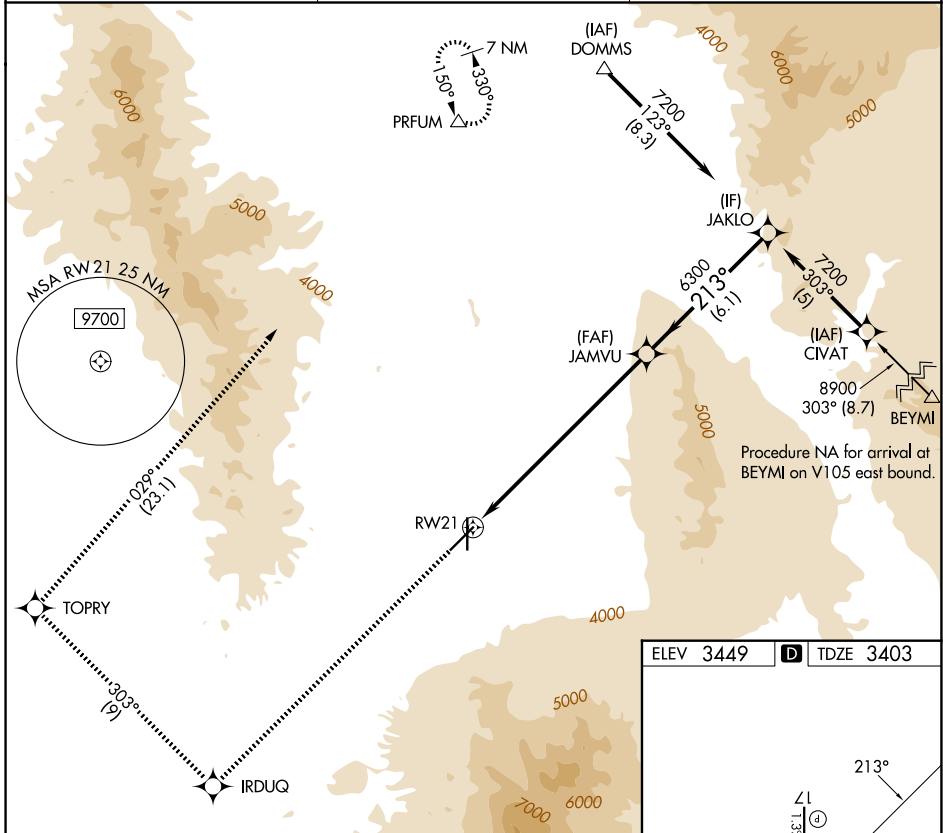 (IAF)
DOMMS
4000
6000
5000
7 NM
150°
330°
PRFUM
7200
123°
(8.3)
6000
5000
4000
(IF)
JAKLO
MSA RW21 25 NM
9700
6300
213°
(6.1)
7200
303°
(5)
(FAF)
JAMVU
(IAF)
CIVAT
8900
303° (8.7)
BEYMI
5000
Procedure NA for arrival at
BEYMI on V105 east bound.
029°
(23.1)
RW21
TOPRY
4000
303°
(9)
IRDUQ
5000
7000
6000
ELEV 3449
D
TDZE 3403
213°
17
P